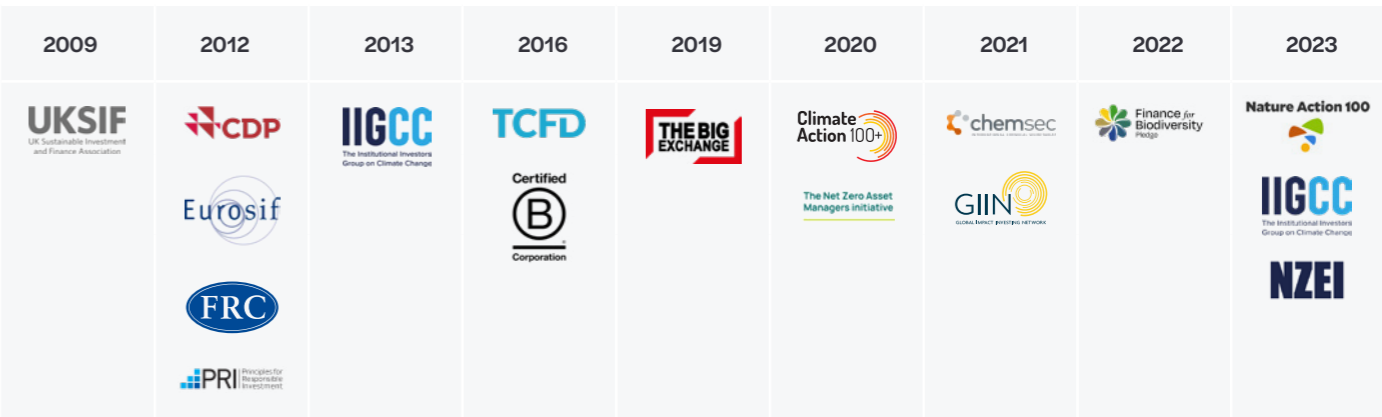 2009
2012
2013
2016
2019
2020
2021
2022
2023
UKSIF
UK Sustainable Investment
and Finance Association
CDP
Eurosif
FRC
PRI
Principles for
Responsible
Investment
IIGCC
The Institutional Investors
Group on Climate Change
TCFD
Certified
B
Corporation
THE BIG
EXCHANGE
Climate
Action 100+
The Net Zero Asset
Managers initiative
chemsec
GIIN
GLOBAL IMPACT INVESTING NETWORK
Finance for
Biodiversity
Pledge
Nature Action 100
IIGCC
The Institutional Investors
Group on Climate Change
NZEI